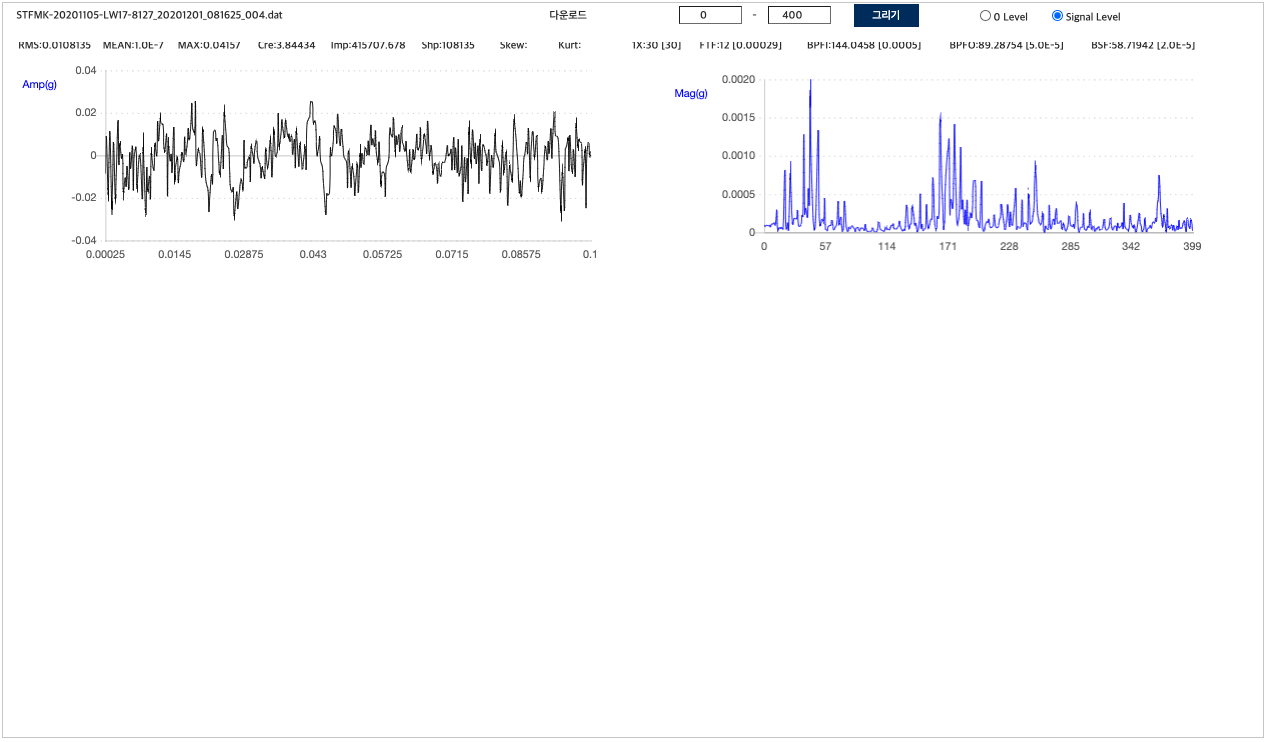 STFMK-20201105-LW17-8127_20201201_081625_004.dat 다운로드 0 - 400 그리기 0 Level Signal Level
RMS:0.0108135 MEAN:1.0E-7 MAX:0.04157 Cre:3.84434 Imp:415707.678 Shp:108135 Skew: Kurt: 1X:30 [30] FTF:12 [0.00029] BPFI:144.0458 [0.0005] BPFO:89.28754 [5.0E-5] BSF:58.71942 [2.0E-5]
Amp(g)
0.04
0.02
0
-0.02
-0.04
0.00025 0.0145 0.02875 0.043 0.05725 0.0715 0.08575 0.1
Mag(g)
0.0020
0.0015
0.0010
0.0005
0
0 57 114 171 228 285 342 399